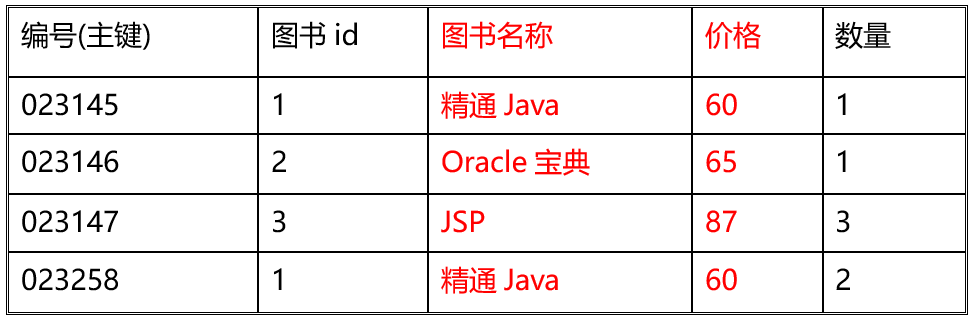 编号(主键) 图书 id 图书名称 价格 数量
023145 1 精通 Java 60 1
023146 2 Oracle 宝典 65 1
023147 3 JSP 87 3
023258 1 精通 Java 60 2